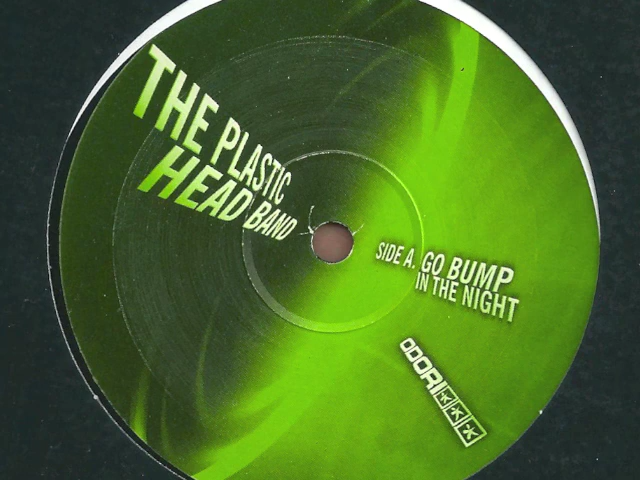 THE PLASTIC
HEAD BAND
SIDE A. GO BUMP
IN THE NIGHT
ODORI